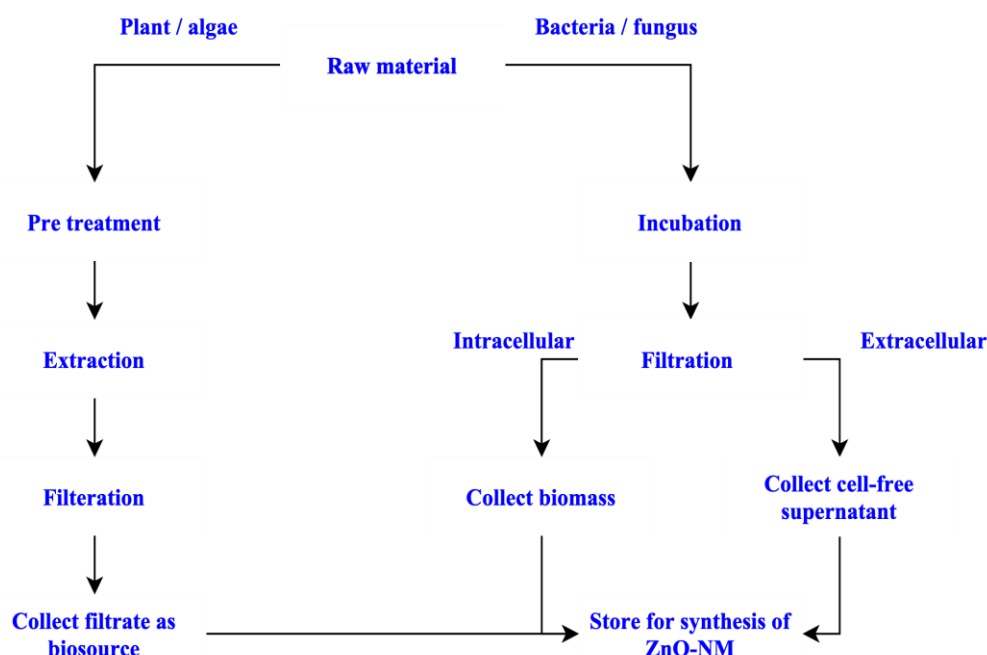 Plant / algae
Bacteria / fungus
Raw material
Pre treatment
Incubation
Intracellular
Extracellular
Extraction
Filtration
Filteration
Collect biomass
Collect cell-free
supernatant
Collect filtrate as
biosource
Store for synthesis of
ZnO-NM